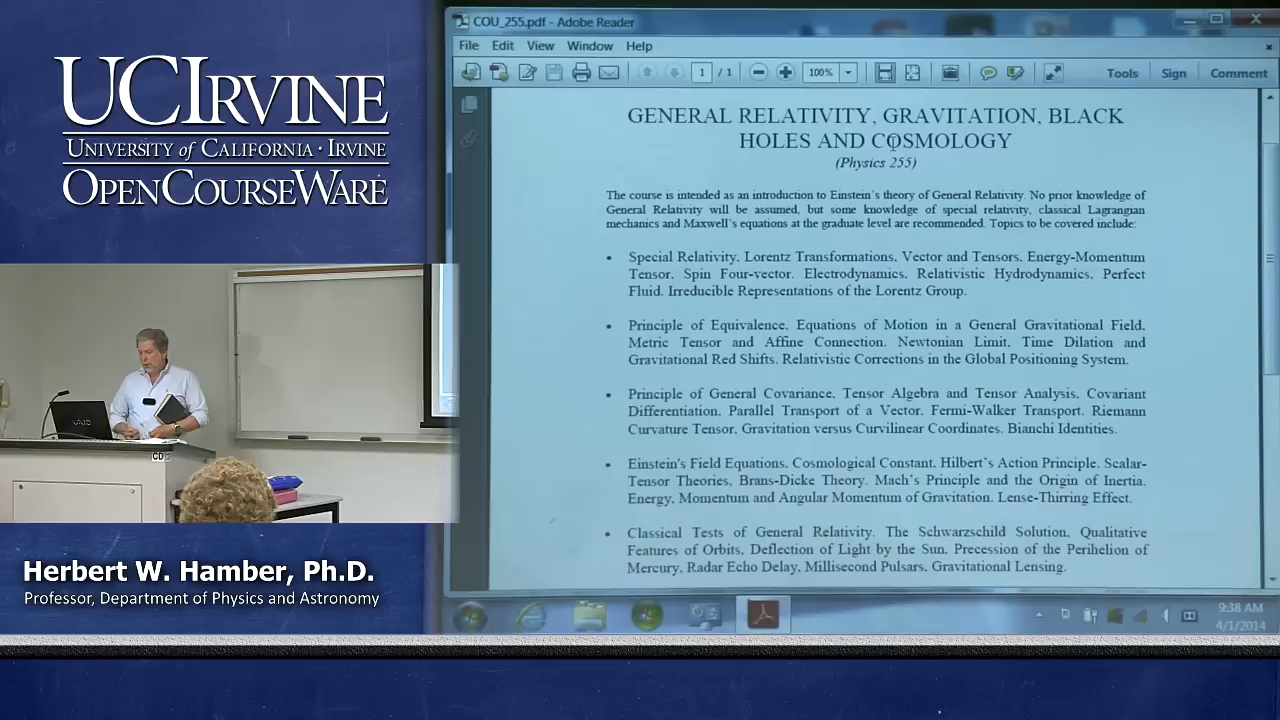 UCIRVINE
UNIVERSITY of CALIFORNIA · IRVINE
OPENCOURSEWARE
CD
Herbert W. Hamber, Ph.D.
Professor, Department of Physics and Astronomy
COU_255.pdf - Adobe Reader
File Edit View Window Help
1 / 1 100% Tools Sign Comment
GENERAL RELATIVITY, GRAVITATION, BLACK
HOLES AND COSMOLOGY
(Physics 255)
The course is intended as an introduction to Einstein's theory of General Relativity. No prior knowledge of
General Relativity will be assumed, but some knowledge of special relativity, classical Lagrangian
mechanics and Maxwell's equations at the graduate level are recommended. Topics to be covered include:
• Special Relativity, Lorentz Transformations, Vector and Tensors, Energy-Momentum
Tensor, Spin Four-vector. Electrodynamics, Relativistic Hydrodynamics, Perfect
Fluid. Irreducible Representations of the Lorentz Group.
• Principle of Equivalence, Equations of Motion in a General Gravitational Field,
Metric Tensor and Affine Connection. Newtonian Limit, Time Dilation and
Gravitational Red Shifts. Relativistic Corrections in the Global Positioning System.
• Principle of General Covariance, Tensor Algebra and Tensor Analysis, Covariant
Differentiation, Parallel Transport of a Vector, Fermi-Walker Transport. Riemann
Curvature Tensor, Gravitation versus Curvilinear Coordinates. Bianchi Identities.
• Einstein's Field Equations, Cosmological Constant, Hilbert's Action Principle. Scalar-
Tensor Theories, Brans-Dicke Theory. Mach's Principle and the Origin of Inertia.
Energy, Momentum and Angular Momentum of Gravitation. Lense-Thirring Effect.
• Classical Tests of General Relativity. The Schwarzschild Solution, Qualitative
Features of Orbits, Deflection of Light by the Sun, Precession of the Perihelion of
Mercury, Radar Echo Delay, Millisecond Pulsars, Gravitational Lensing.
9:38 AM
4/1/2014